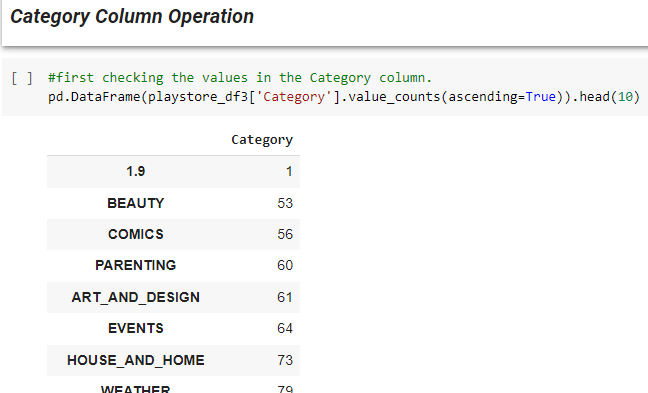 Category Column Operation
[ ] #first checking the values in the Category column.
pd.DataFrame(playstore_df3['Category'].value_counts(ascending=True)).head(10)
Category
1.9 1
BEAUTY 53
COMICS 56
PARENTING 60
ART_AND_DESIGN 61
EVENTS 64
HOUSE_AND_HOME 73
WEATHER 79